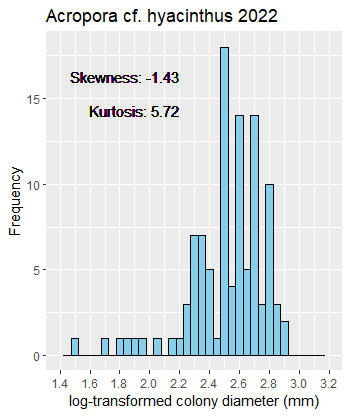 Acropora cf. hyacinthus 2022
Skewness: -1.43
Kurtosis: 5.72
Frequency
15
10
5
0
1.4 1.6 1.8 2.0 2.2 2.4 2.6 2.8 3.0 3.2
log-transformed colony diameter (mm)